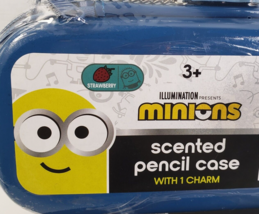 3+
STRAWBERRY
ILLUMINATION PRESENTS
minions
scented
pencil case
WITH 1 CHARM